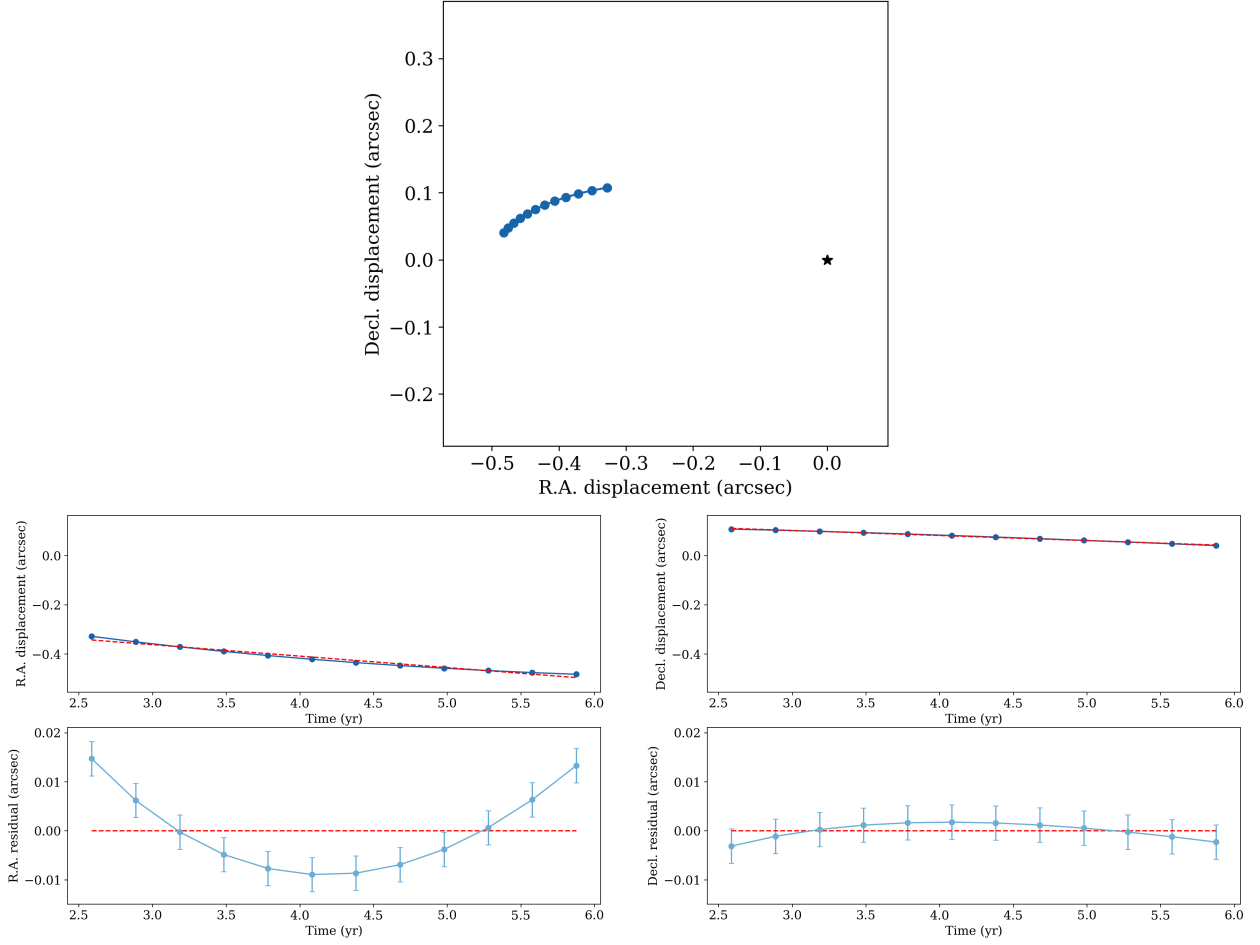 Decl. displacement (arcsec)
0.3
0.2
0.1
0.0
−0.1
−0.2
−0.5 −0.4 −0.3 −0.2 −0.1 0.0
R.A. displacement (arcsec)
R.A. displacement (arcsec)
0.0
−0.2
−0.4
2.5 3.0 3.5 4.0 4.5 5.0 5.5 6.0
Time (yr)
Decl. displacement (arcsec)
0.0
−0.2
−0.4
2.5 3.0 3.5 4.0 4.5 5.0 5.5 6.0
Time (yr)
R.A. residual (arcsec)
0.02
0.01
0.00
−0.01
2.5 3.0 3.5 4.0 4.5 5.0 5.5 6.0
Time (yr)
Decl. residual (arcsec)
0.02
0.01
0.00
−0.01
2.5 3.0 3.5 4.0 4.5 5.0 5.5 6.0
Time (yr)